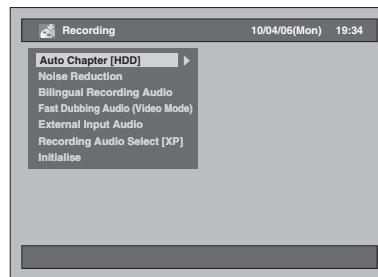 Recording 10/04/06(Mon) 19:34
Auto Chapter [HDD]
Noise Reduction
Bilingual Recording Audio
Fast Dubbing Audio (Video Mode)
External Input Audio
Recording Audio Select [XP]
Initialise